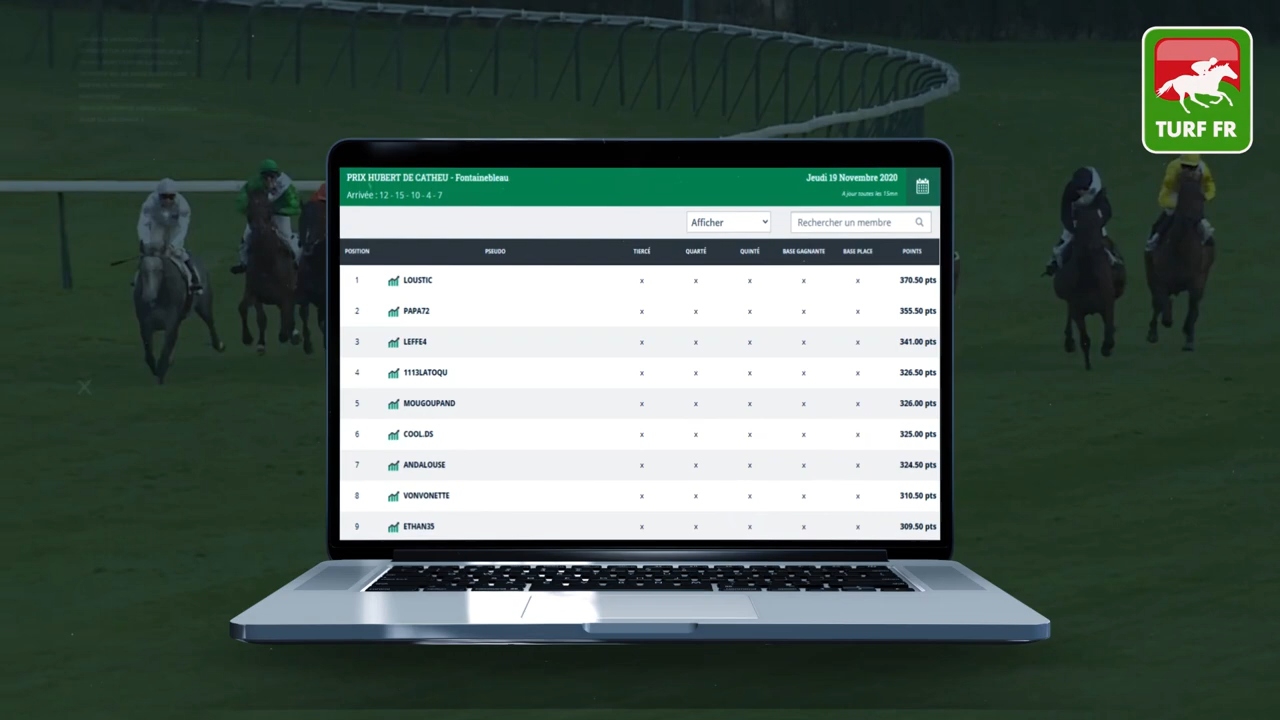 TURF FR
PRIX HUBERT DE CATHEU - Fontainebleau
Jeudi 19 Novembre 2020
Arrivée : 12 - 15 - 10 - 4 - 7
A jour toutes les 15mn
Afficher
Rechercher un membre
POSITION PSEUDO TIERCÉ QUARTÉ QUINTÉ BASE GAGNANTE BASE PLACE POINTS
1 LOUSTIC x x x x x 370.50 pts
2 PAPA72 x x x x x 355.50 pts
3 LEFFE4 x x x x x 341.00 pts
4 1113LATOQU x x x x x 326.50 pts
5 MOUGOUPAND x x x x x 326.00 pts
6 COOL.DS x x x x x 325.00 pts
7 ANDALOUSE x x x x x 324.50 pts
8 VONVONETTE x x x x x 310.50 pts
9 ETHAN35 x x x x x 309.50 pts